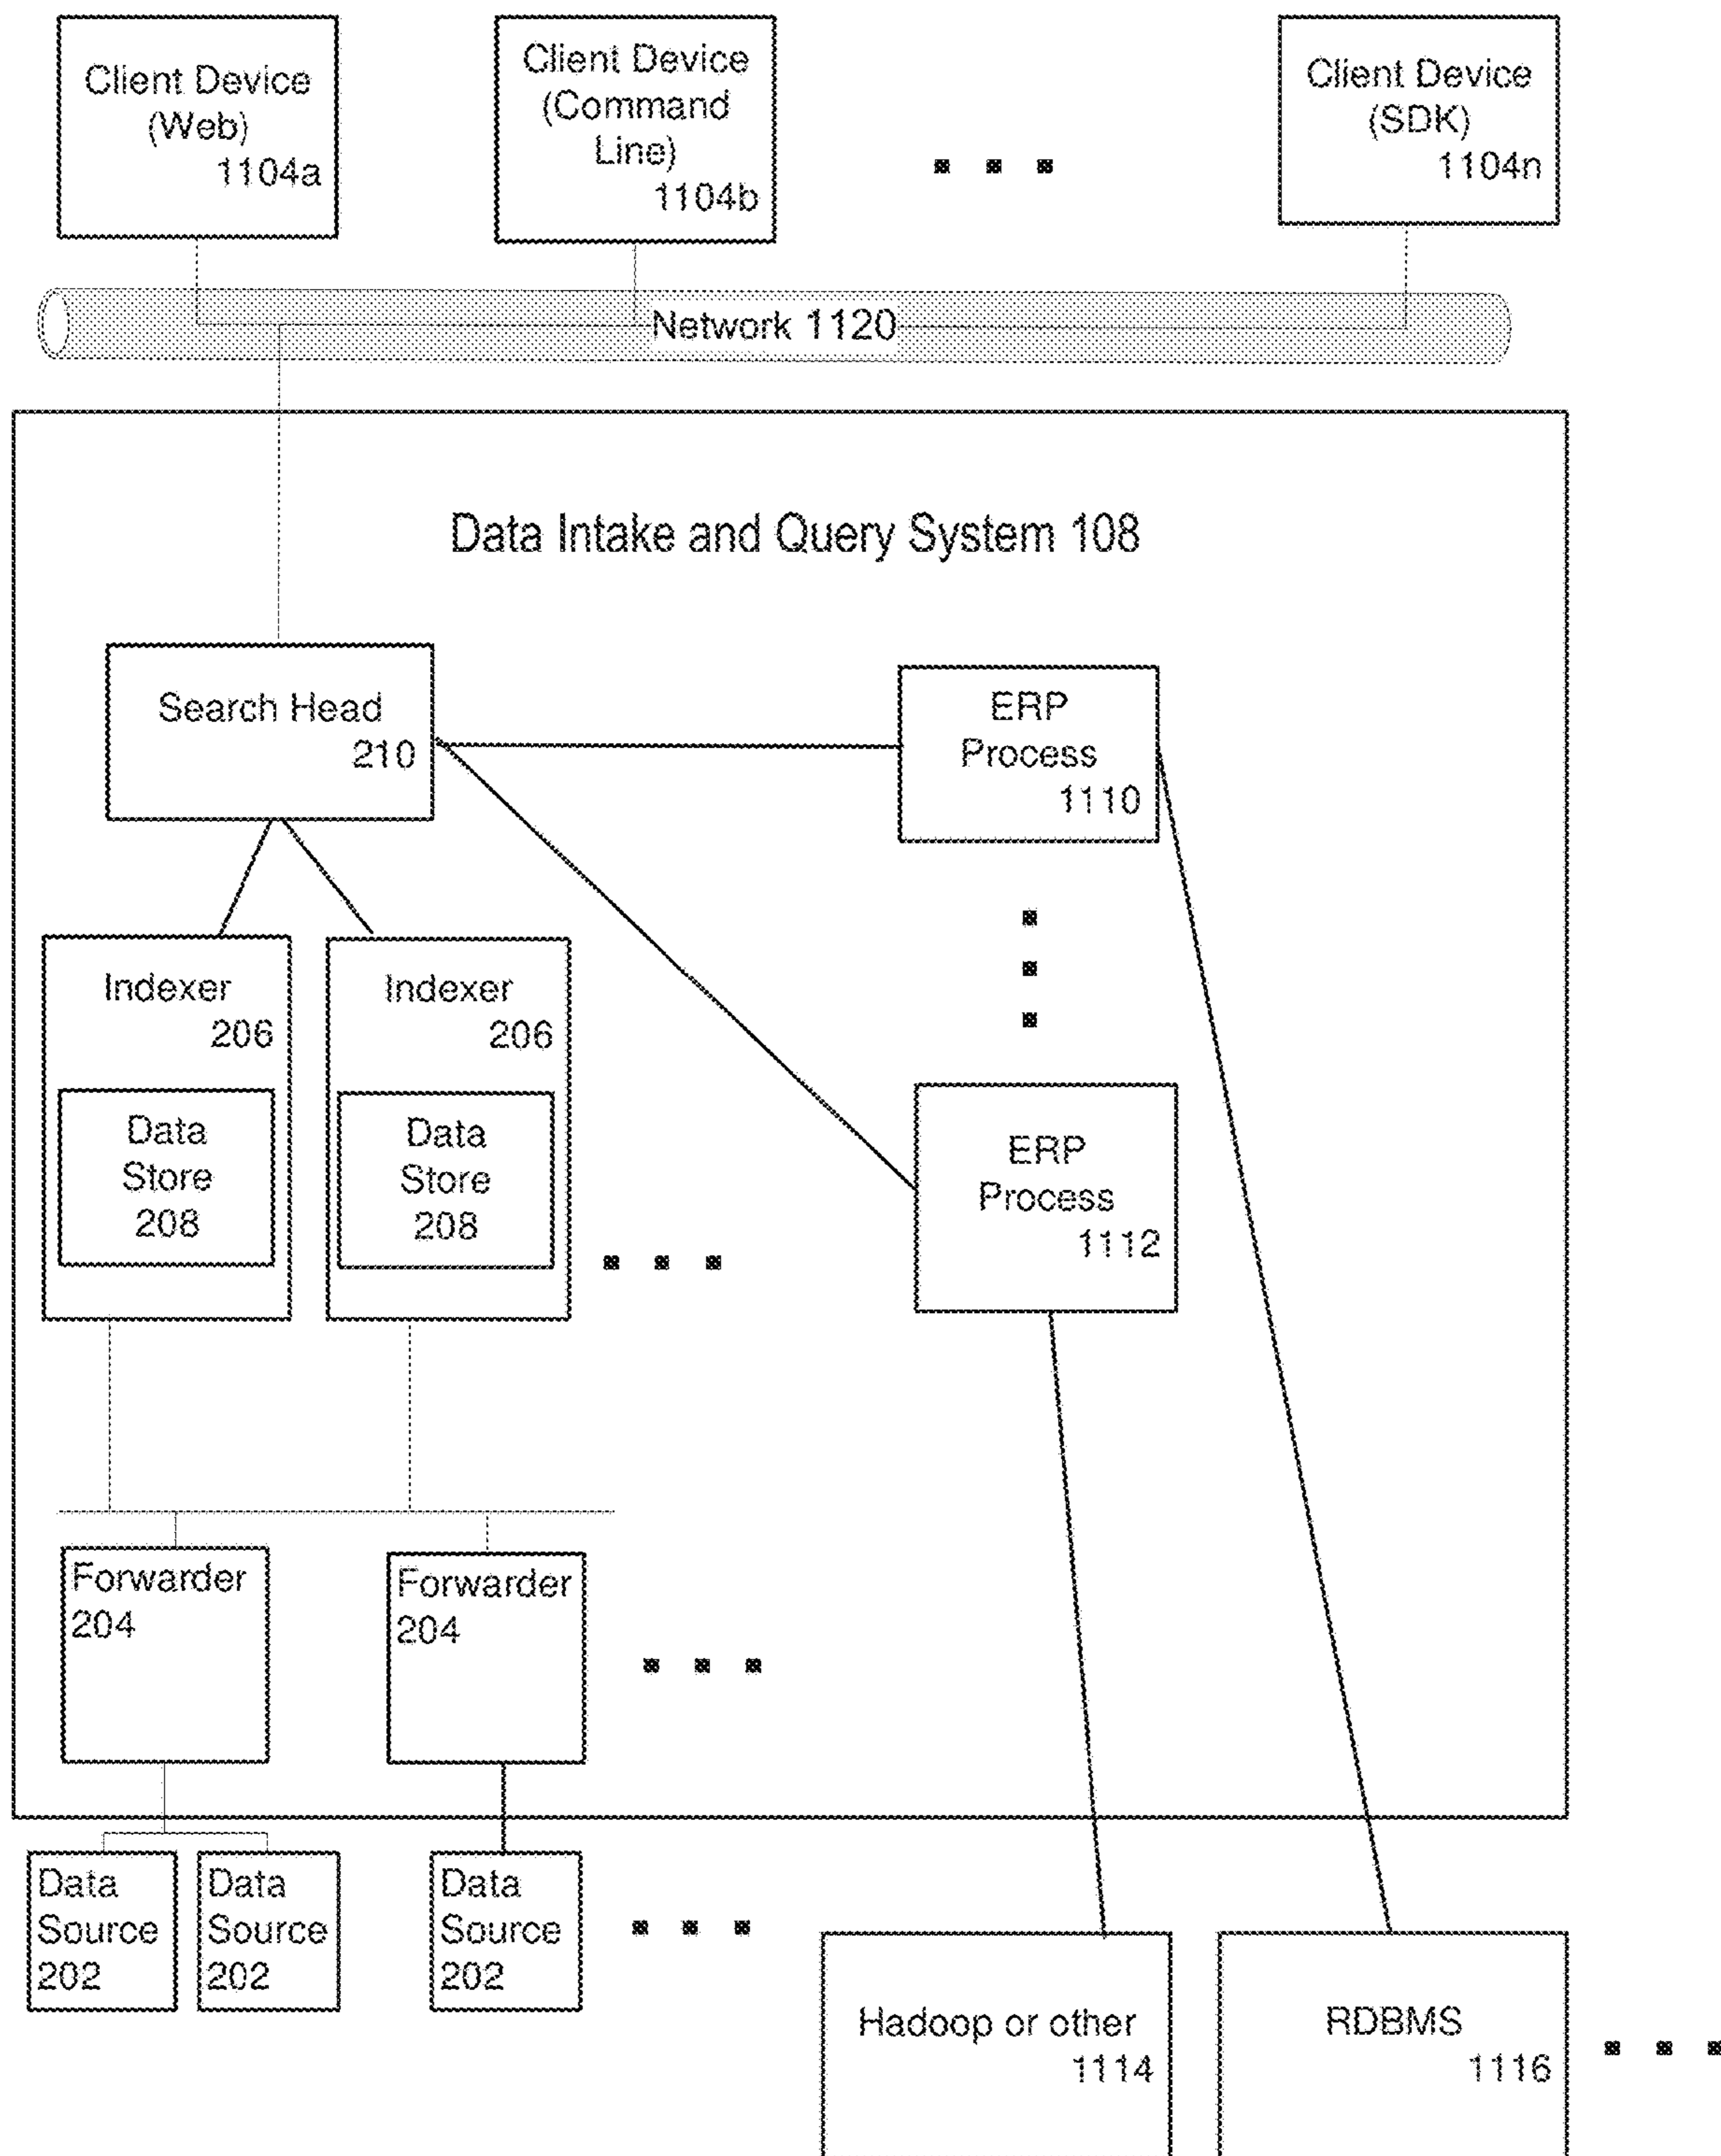 Client Device
(Web)
1104a
Client Device
(Command
Line)
1104b
Client Device
(SDK)
1104n
Network 1120
Data Intake and Query System 108
Search Head
210
ERP
Process
1110
Indexer
206
Data
Store
208
Indexer
206
Data
Store
208
ERP
Process
1112
Forwarder
204
Forwarder
204
Data
Source
202
Data
Source
202
Data
Source
202
Hadoop or other
1114
RDBMS
1116